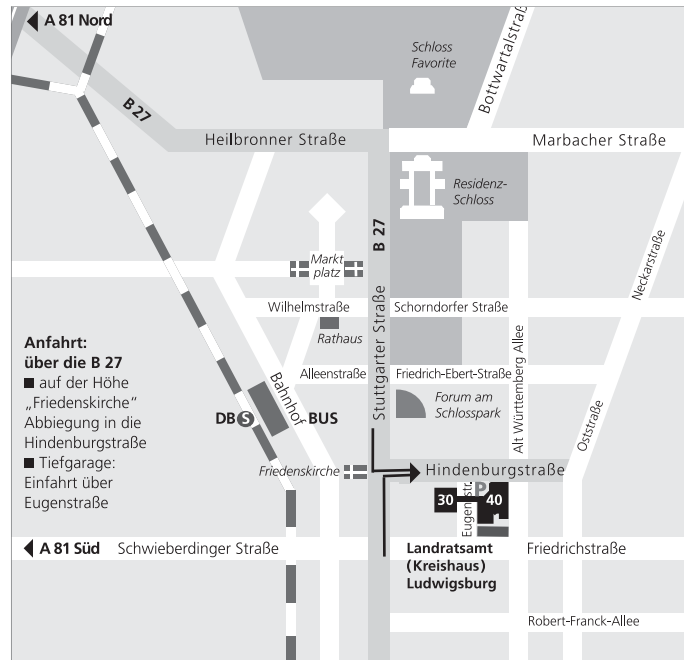 A 81 Nord
B 27
Schloss
Favorite
Bottwartalstraße
Heilbronner Straße
Marbacher Straße
Residenz-
Schloss
B 27
Neckarstraße
Markt
platz
Wilhelmstraße
Schorndorfer Straße
Rathaus
Stuttgarter Straße
Alt Württemberg Allee
Anfahrt:
über die B 27
■ auf der Höhe
„Friedenskirche“
Abbiegung in die
Hindenburgstraße
■ Tiefgarage:
Einfahrt über
Eugenstraße
Alleenstraße
Friedrich-Ebert-Straße
Bahnhof
DB S
BUS
Forum am
Schlosspark
Oststraße
Friedenskirche
Hindenburgstraße
P
30
40
Eugenstr.
A 81 Süd
Schwieberdinger Straße
Landratsamt
(Kreishaus)
Ludwigsburg
Friedrichstraße
Robert-Franck-Allee